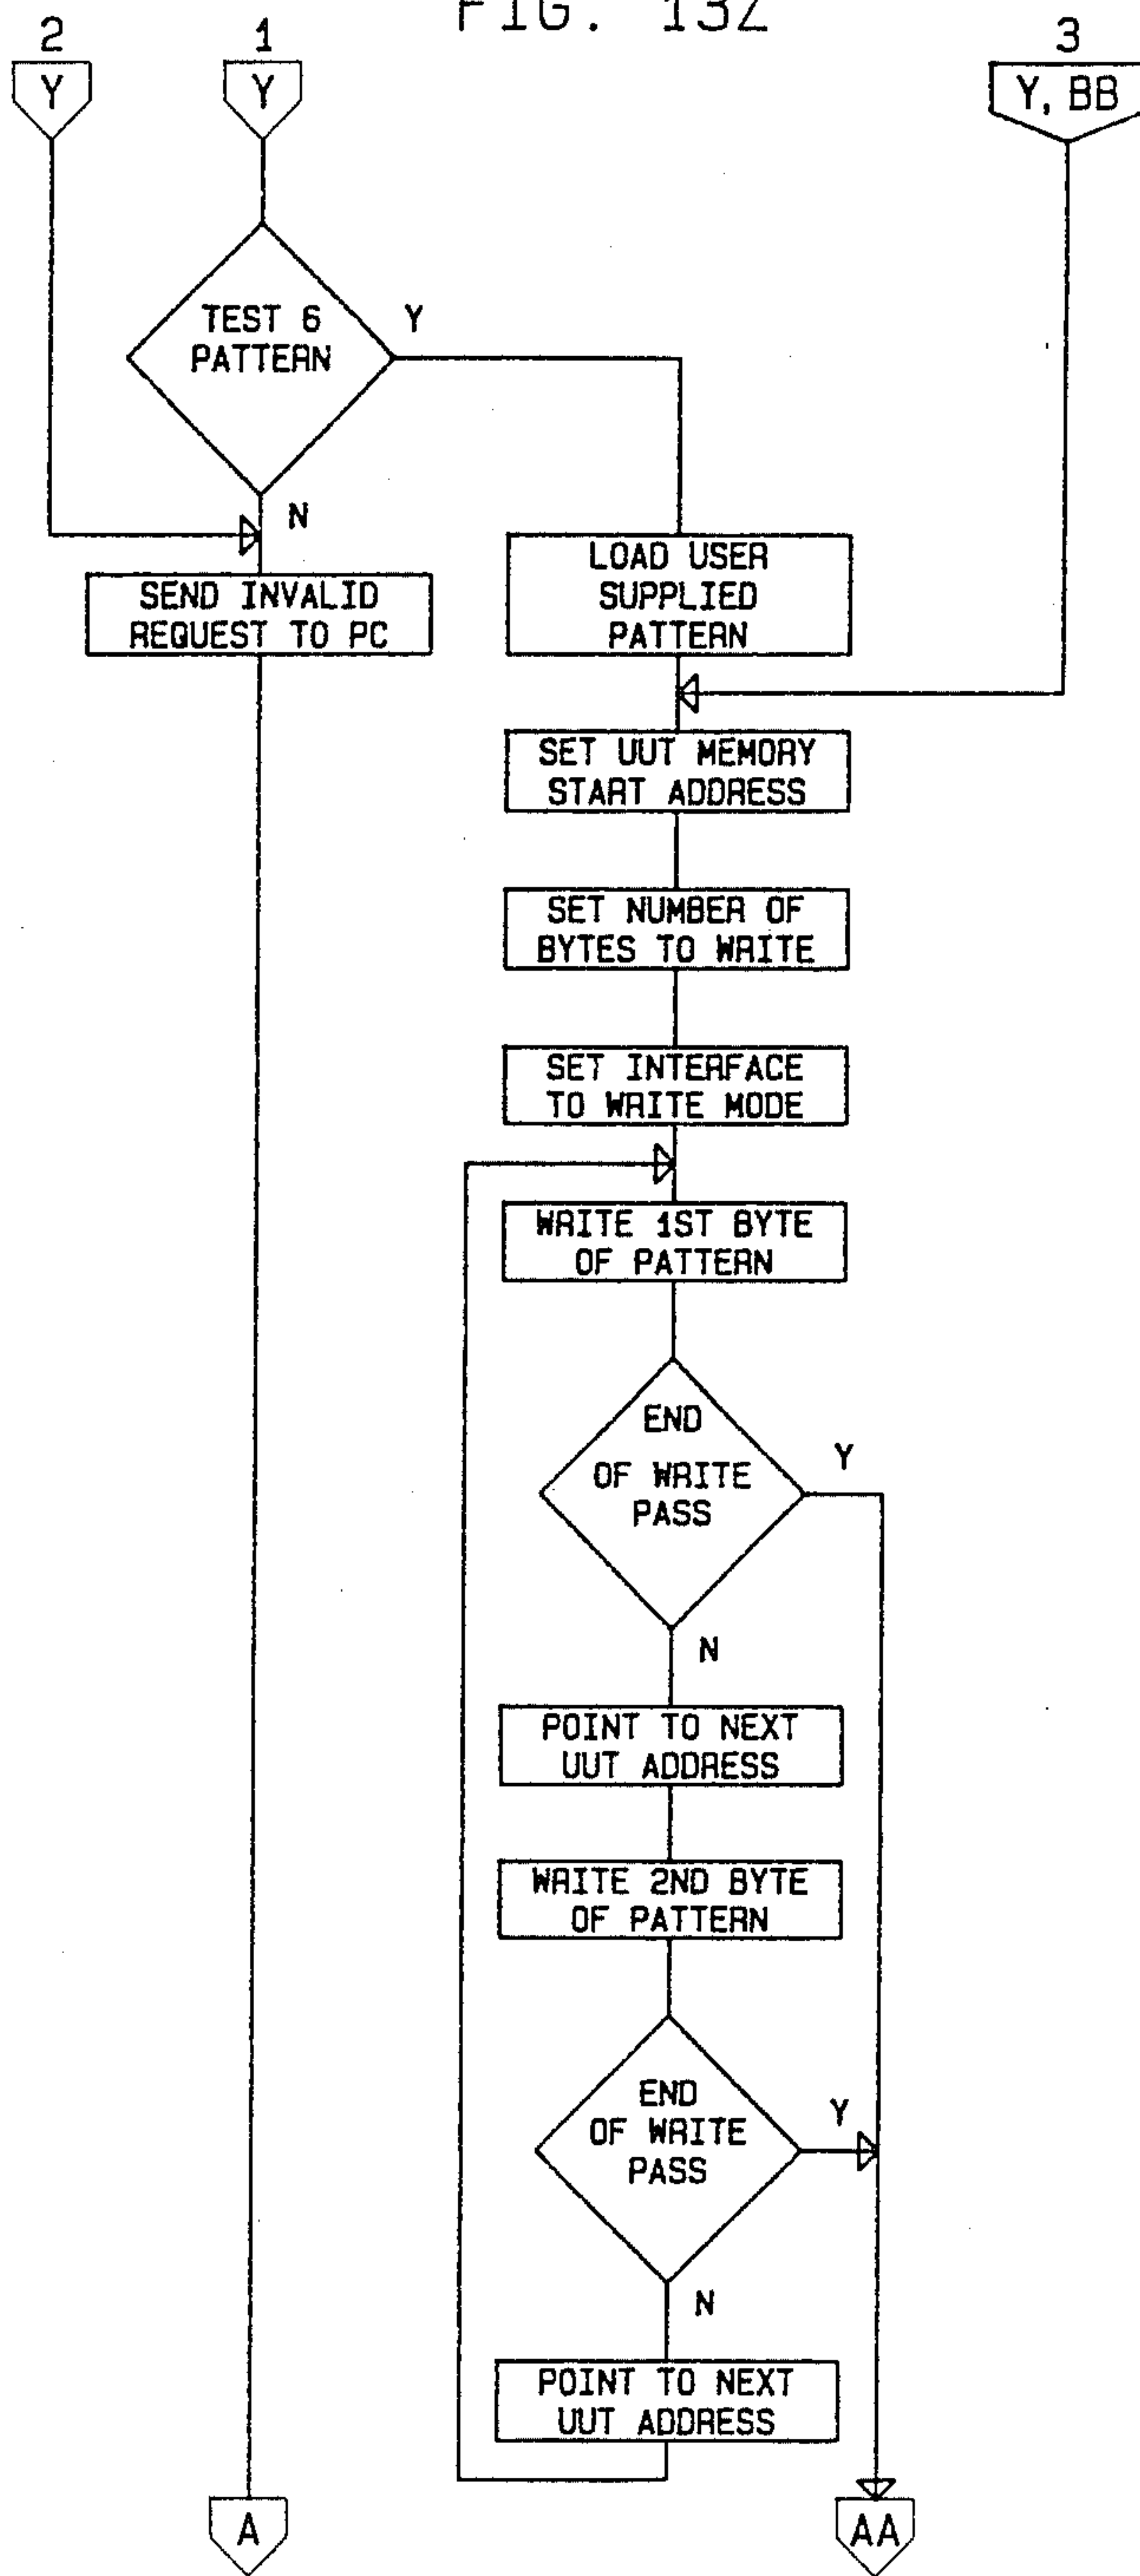 FIG. 13Z
2
1
3
Y
Y
Y, BB
TEST 6
PATTERN
Y
N
SEND INVALID
REQUEST TO PC
LOAD USER
SUPPLIED
PATTERN
SET UUT MEMORY
START ADDRESS
SET NUMBER OF
BYTES TO WRITE
SET INTERFACE
TO WRITE MODE
WRITE 1ST BYTE
OF PATTERN
END
OF WRITE
PASS
Y
N
POINT TO NEXT
UUT ADDRESS
WRITE 2ND BYTE
OF PATTERN
END
OF WRITE
PASS
Y
N
POINT TO NEXT
UUT ADDRESS
A
AA